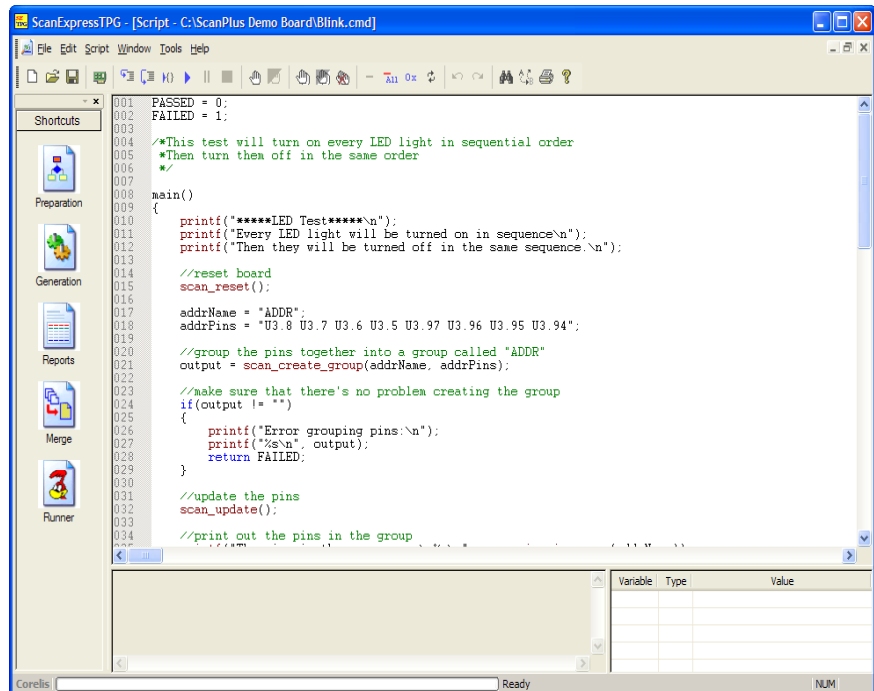 ScanExpressTPG - [Script - C:\ScanPlus Demo Board\Blink.cmd]
File Edit Script Window Tools Help
All 0x
Shortcuts
Preparation
Generation
Reports
Merge
Runner
001 PASSED = 0;
002 FAILED = 1;
003
004 /*This test will turn on every LED light in sequential order
005 *Then turn them off in the same order
006 */
007
008 main()
009 {
010 printf("*****LED Test*****\n");
011 printf("Every LED light will be turned on in sequence\n");
012 printf("Then they will be turned off in the same sequence.\n");
013
014 //reset board
015 scan_reset();
016
017 addrName = "ADDR";
018 addrPins = "U3.8 U3.7 U3.6 U3.5 U3.97 U3.96 U3.95 U3.94";
019
020 //group the pins together into a group called "ADDR"
021 output = scan_create_group(addrName, addrPins);
022
023 //make sure that there's no problem creating the group
024 if(output != "")
025 {
026 printf("Error grouping pins:\n");
027 printf("%s\n", output);
028 return FAILED;
029 }
030
031 //update the pins
032 scan_update();
033
034 //print out the pins in the group
Variable Type Value
Corelis Ready NUM